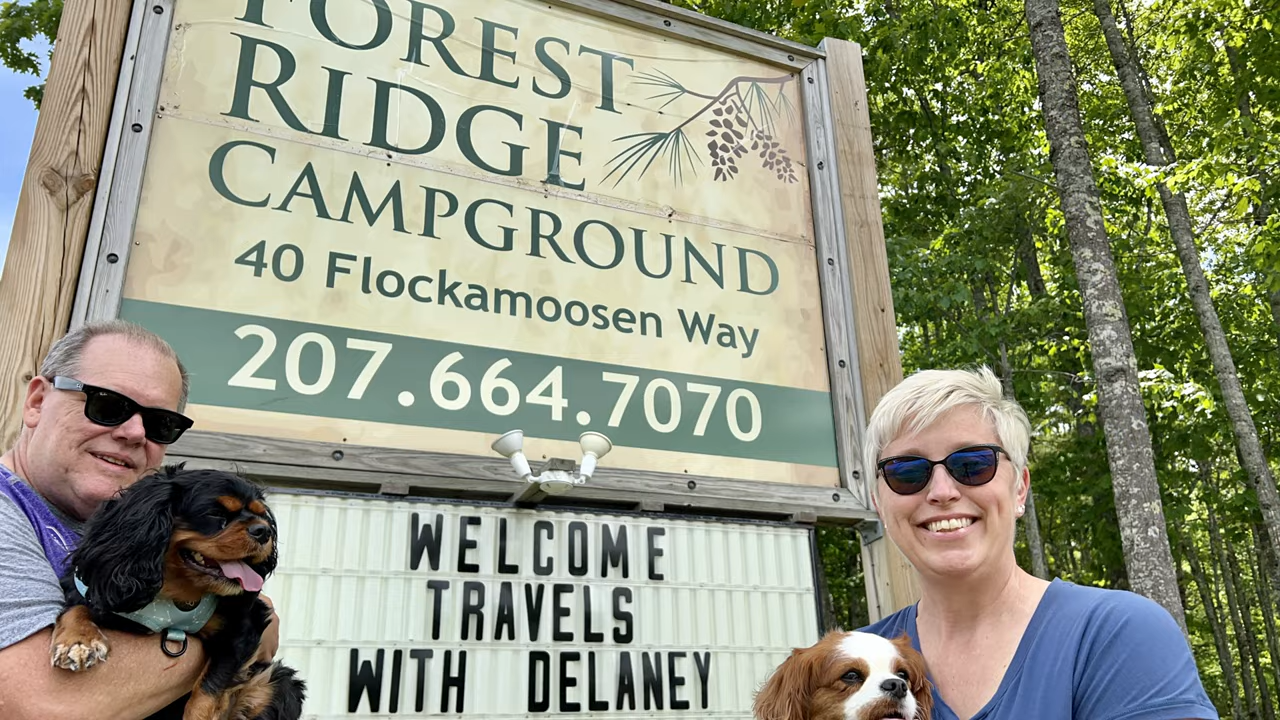 FOREST
RIDGE
CAMPGROUND
40 Flockamoosen Way
207.664.7070
WELCOME
TRAVELS
WITH DELANEY